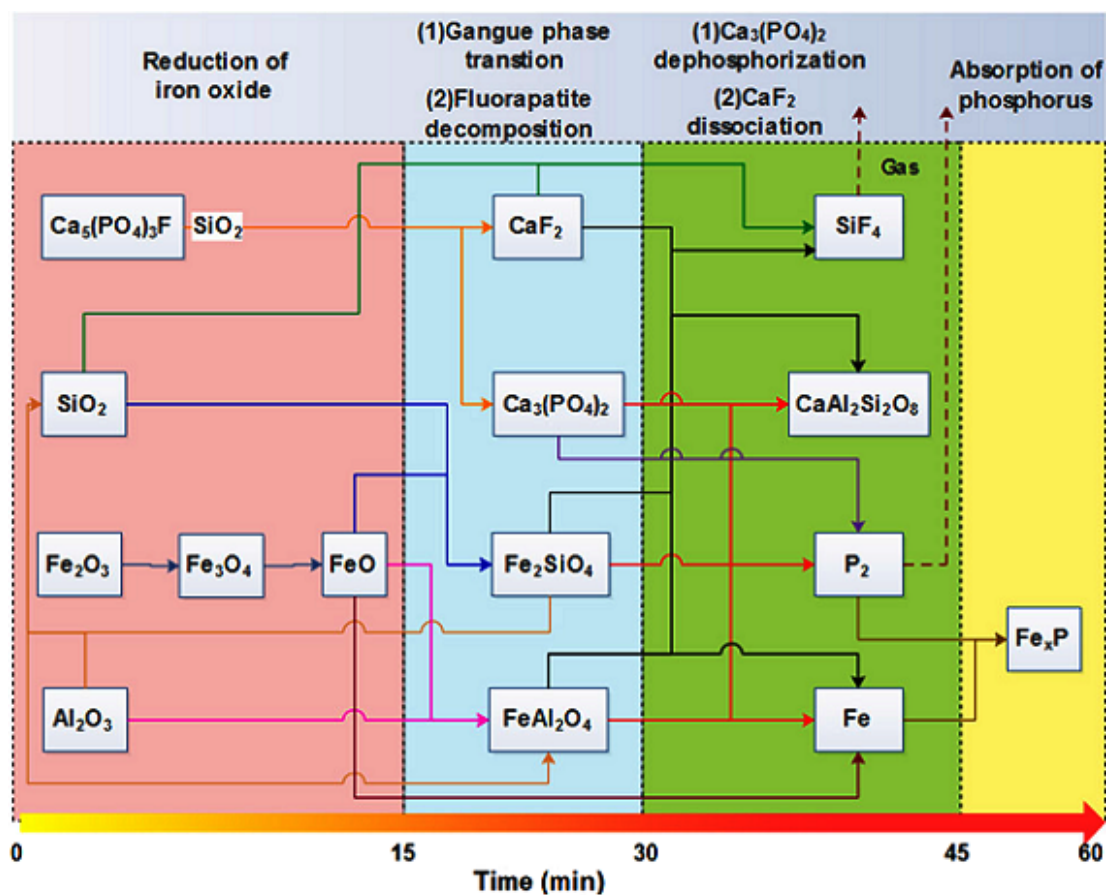 Reduction of
iron oxide
(1)Gangue phase
transtion
(2)Fluorapatite
decomposition
(1)Ca₃(PO₄)₂
dephosphorization
(2)CaF₂
dissociation
Absorption of
phosphorus
Gas
Ca₅(PO₄)₃F
SiO₂
CaF₂
SiF₄
SiO₂
Ca₃(PO₄)₂
CaAl₂Si₂O₈
Fe₂O₃
Fe₃O₄
FeO
Fe₂SiO₄
P₂
FeₓP
Al₂O₃
FeAl₂O₄
Fe
0
15
30
45
60
Time (min)